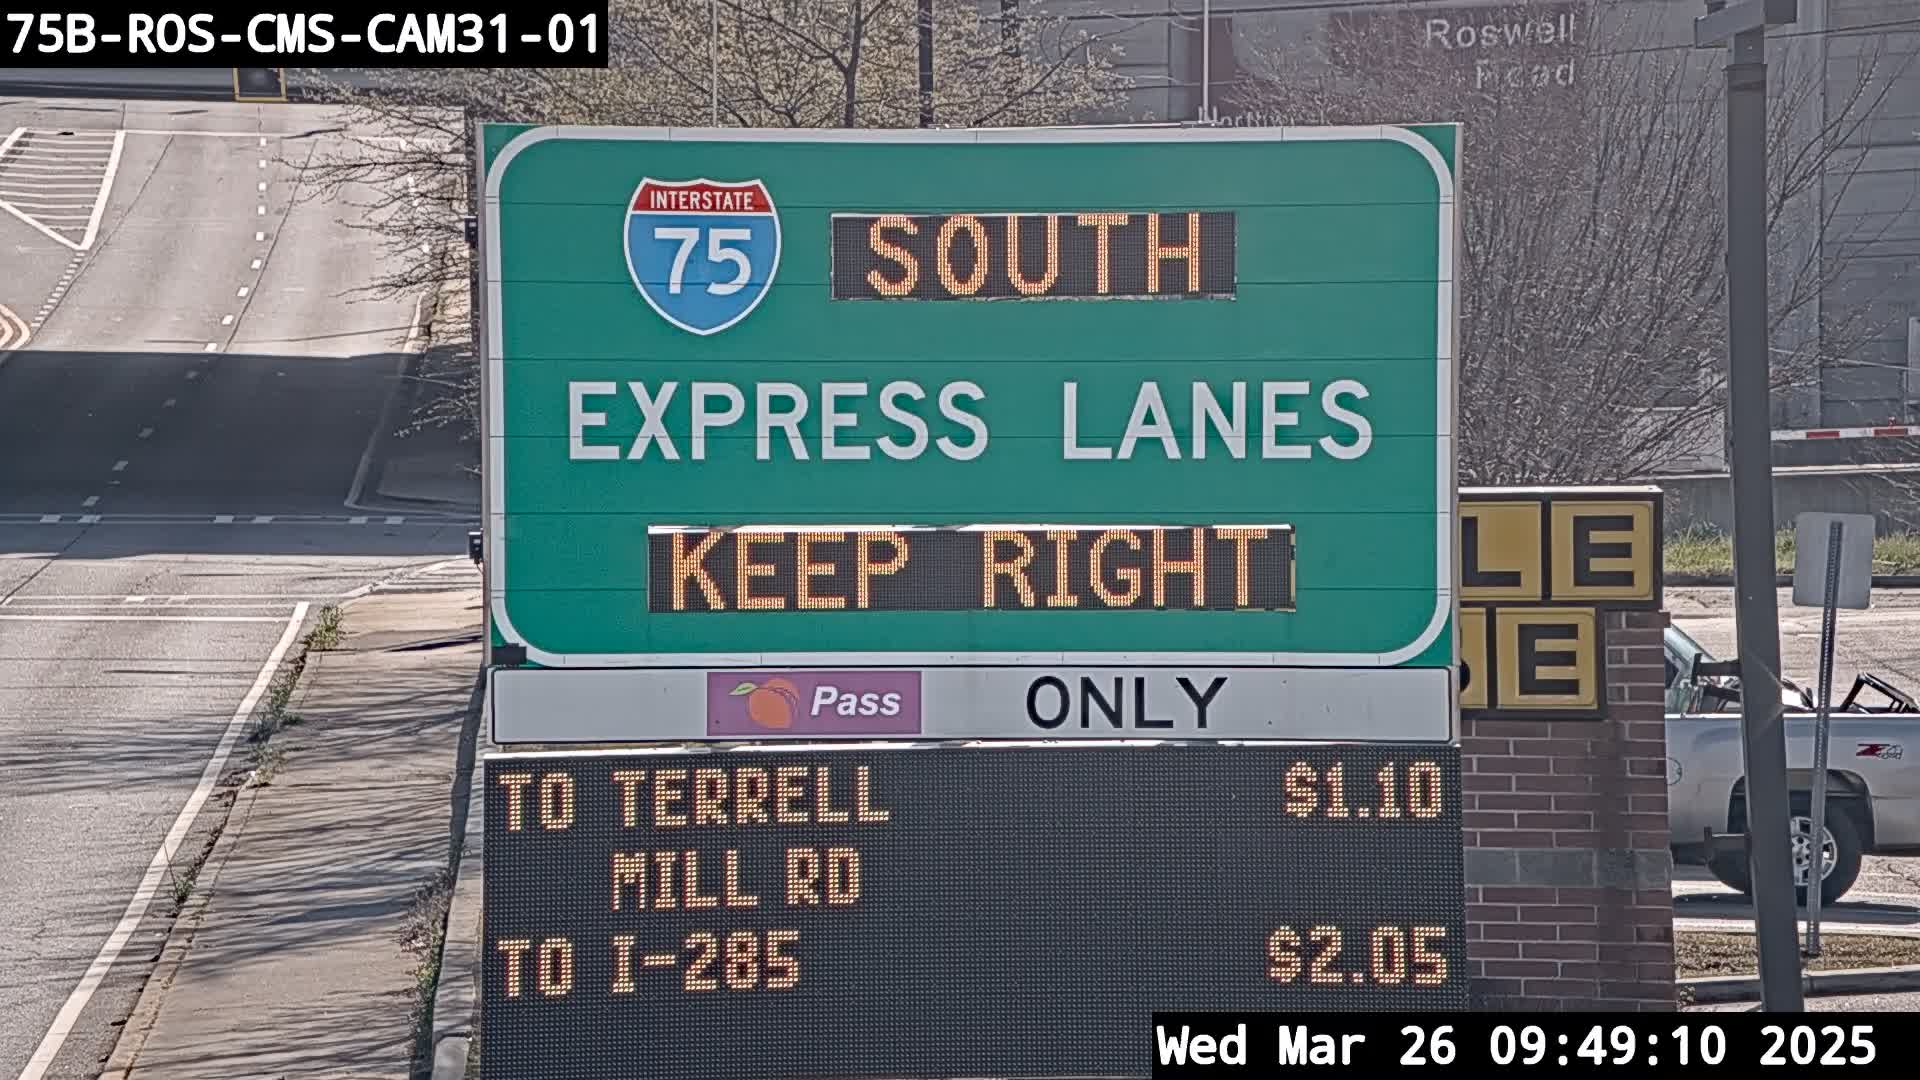 75B-ROS-CMS-CAM31-01
Roswell
Road
INTERSTATE
75
SOUTH
EXPRESS LANES
KEEP RIGHT
LE
E
Pass ONLY
TO TERRELL $1.10
MILL RD
TO I-285 $2.05
Wed Mar 26 09:49:10 2025